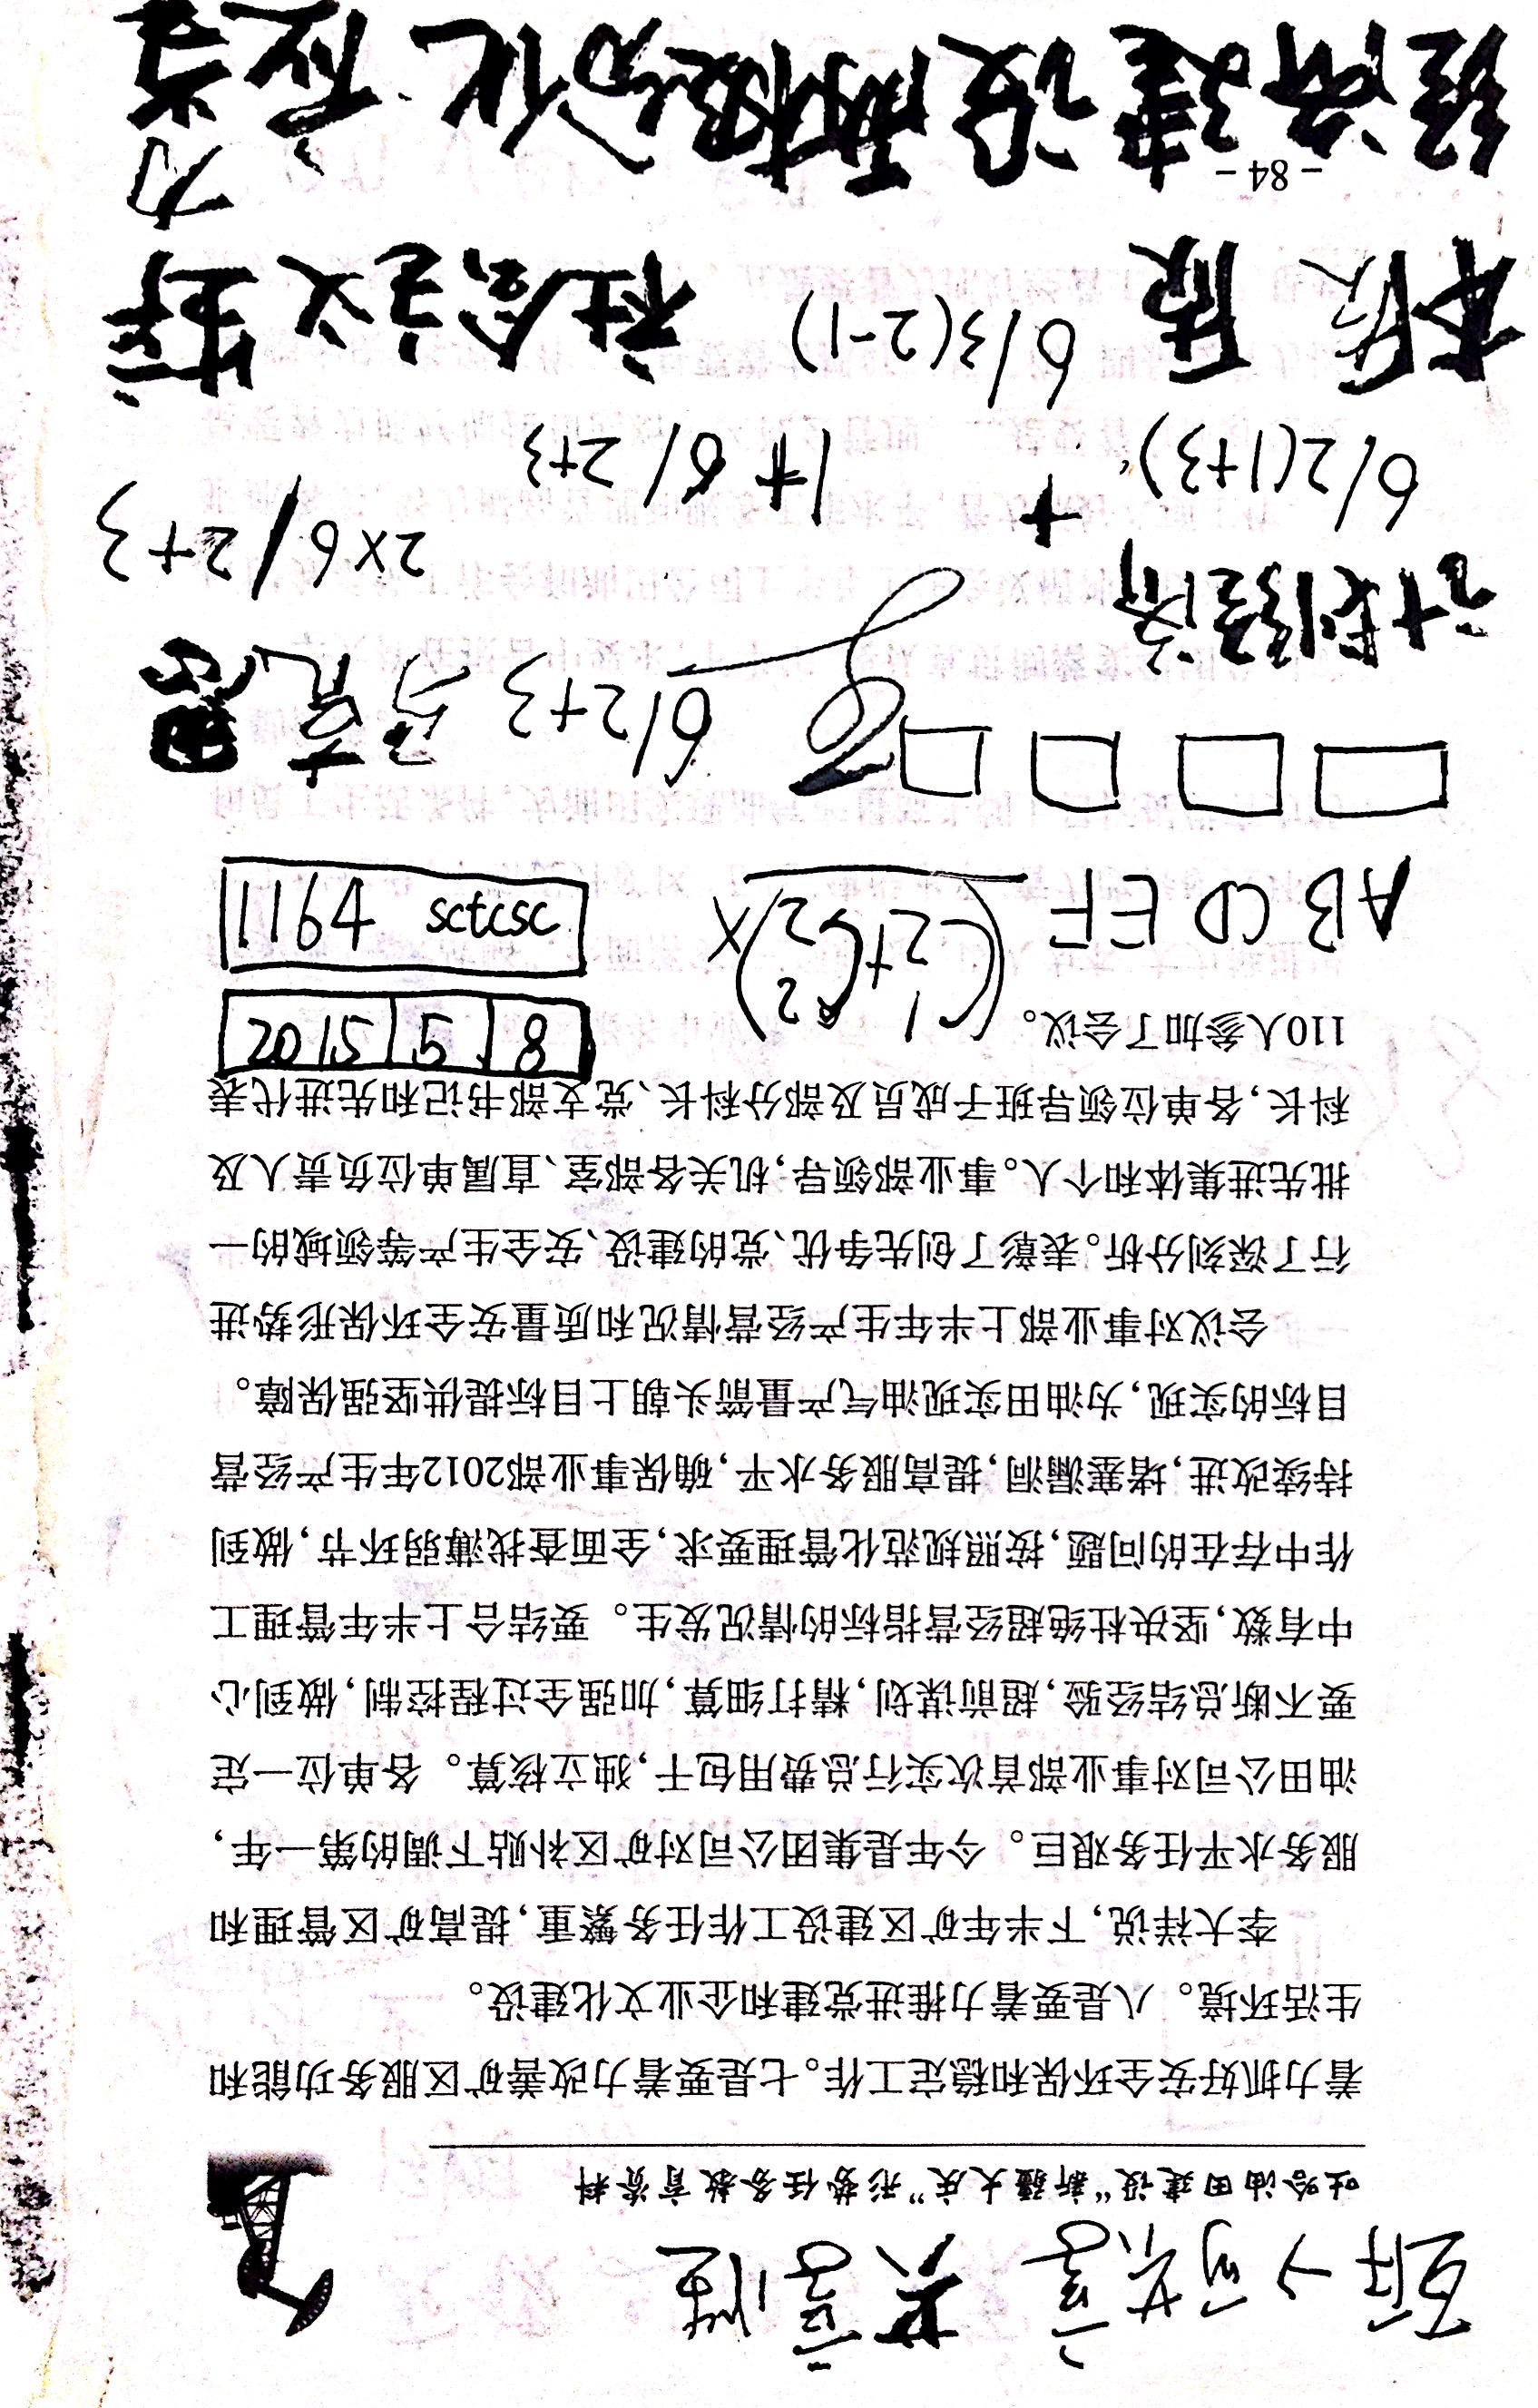 吐哈油田建设“新疆大庆”形势任务教育资料
着力抓好安全环保和稳定工作。七是要着力改善矿区服务功能和
生活环境。八是要着力推进党建和企业文化建设。
李大祥说,下半年矿区建设工作任务繁重,提高矿区管理和
服务水平任务艰巨。今年是集团公司对矿区补贴下调的第一年,
油田公司对事业部首次实行总费用包干,独立核算。各单位一定
要不断总结经验,超前谋划,精打细算,加强全过程控制,做到心
中有数,坚决杜绝超经营指标的情况发生。要结合上半年管理工
作中存在的问题,按照规范化管理要求,全面查找薄弱环节,做到
持续改进,堵塞漏洞,提高服务水平,确保事业部2012年生产经营
目标的实现,为油田实现油气产量箭头朝上目标提供坚强保障。
会议对事业部上半年生产经营情况和质量安全环保形势进
行了深刻分析。表彰了创先争优、党的建设、安全生产等领域的一
批先进集体和个人。事业部领导,机关各部室、直属单位负责人及
科长,各单位领导班子成员及部分科长、党支部书记和先进代表
110人参加了会议。
2015 5 8
ABCDEF
1164 sctcsc
6/2+3 马克思
计划经济
2×6/2+3
6/2(1+3) 1+6/2+3
本质 6/3(2-1) 社会主义
- 84 -
经济建设